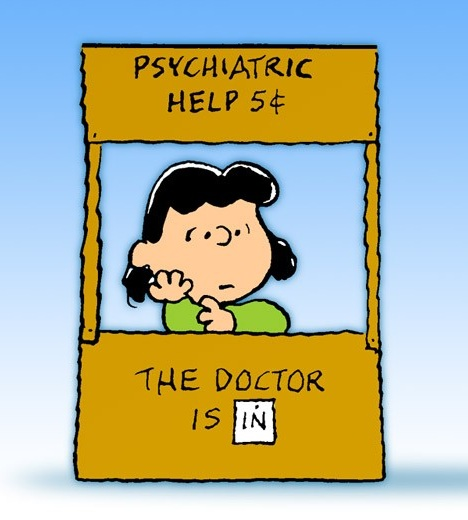 PSYCHIATRIC
HELP 5¢
THE DOCTOR
IS IN